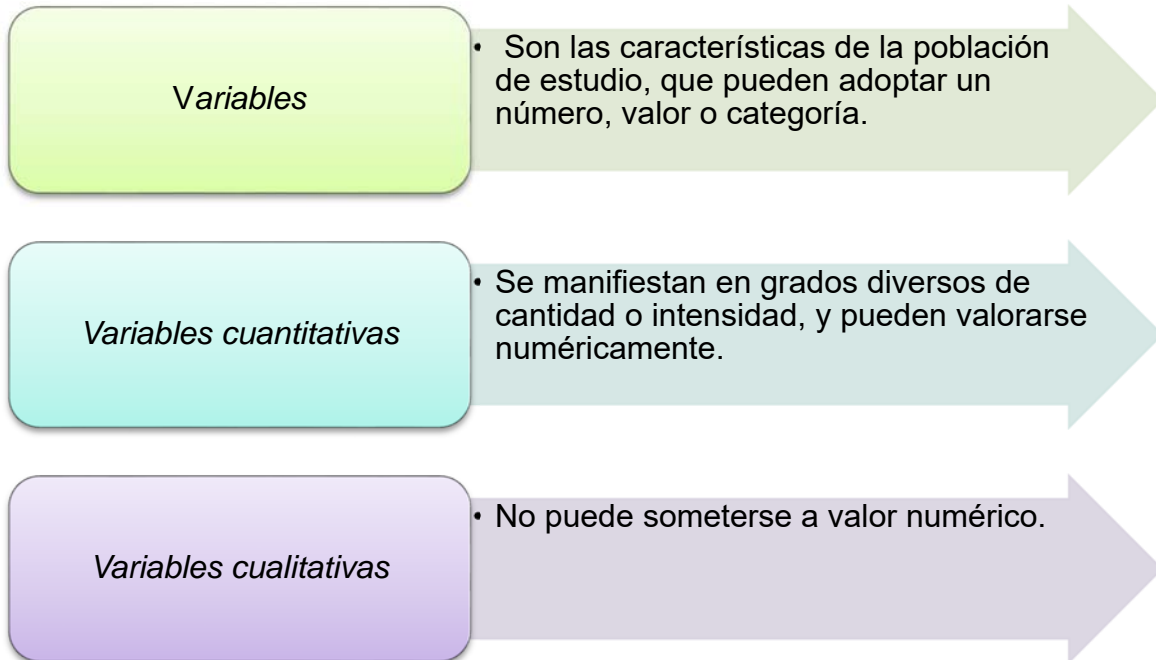 Variables
• Son las características de la población
de estudio, que pueden adoptar un
número, valor o categoría.
Variables cuantitativas
• Se manifiestan en grados diversos de
cantidad o intensidad, y pueden valorarse
numéricamente.
Variables cualitativas
• No puede someterse a valor numérico.